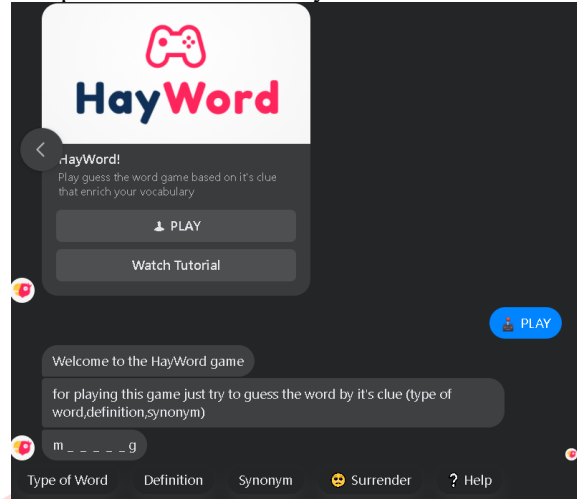 HayWord
HayWord!
Play guess the word game based on it's clue
that enrich your vocabulary
PLAY
Watch Tutorial
PLAY
Welcome to the HayWord game
for playing this game just try to guess the word by it's clue (type of
word,definition,synonym)
m _ _ _ _ _ g
Type of Word Definition Synonym Surrender ? Help